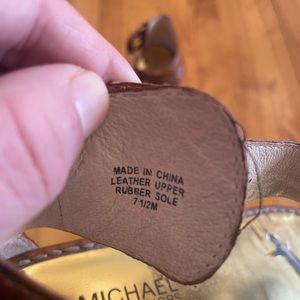 MADE IN CHINA
LEATHER UPPER
RUBBER SOLE
7 1/2M
MICHAEL